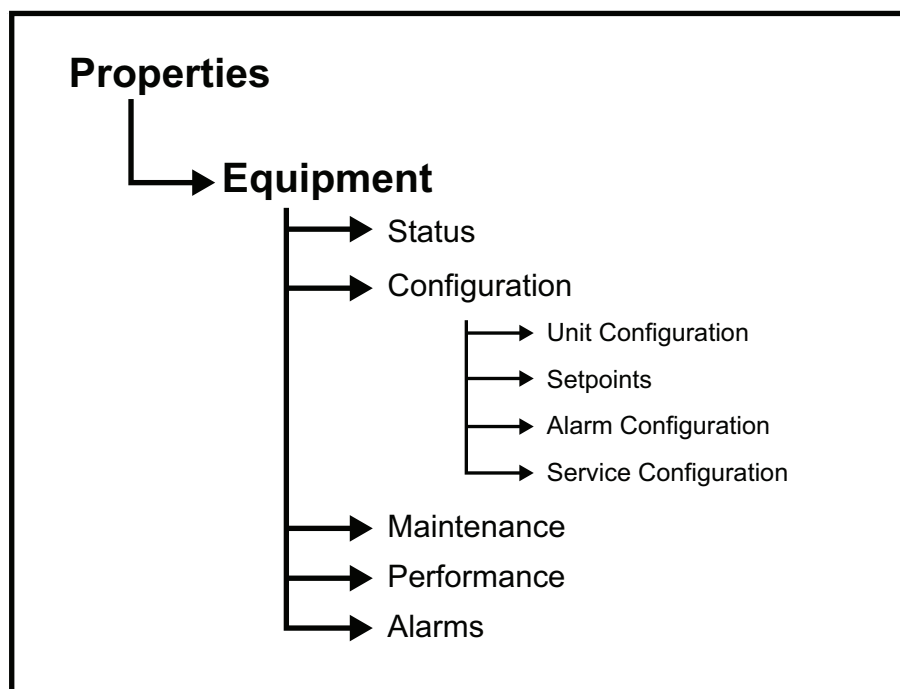 Properties
Equipment
Status
Configuration
Unit Configuration
Setpoints
Alarm Configuration
Service Configuration
Maintenance
Performance
Alarms